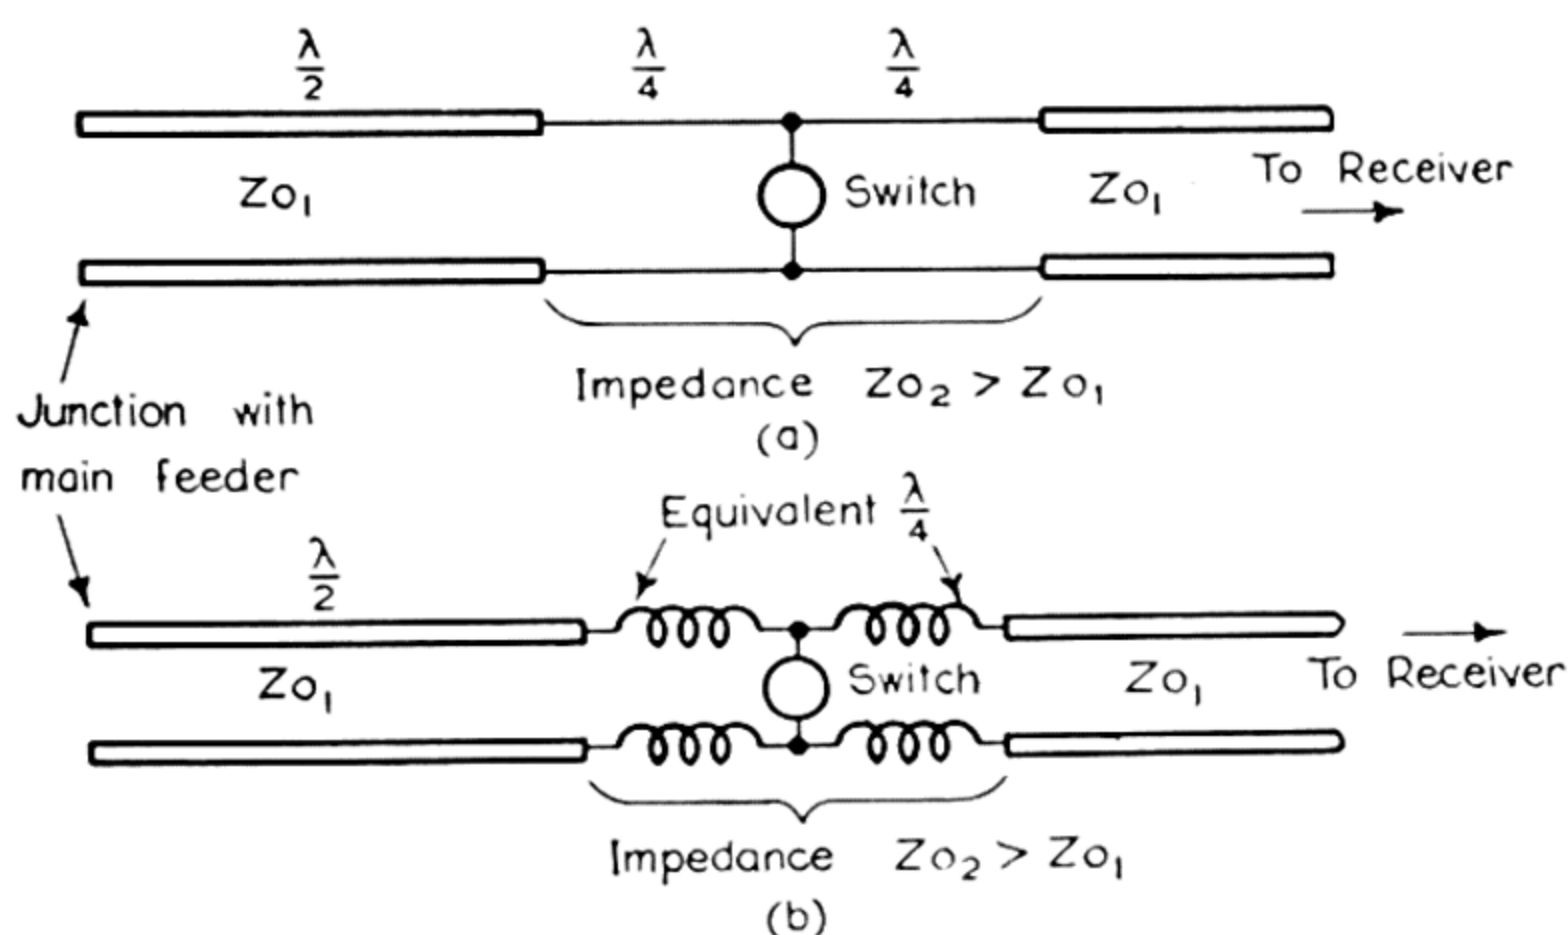 λ/2 λ/4 λ/4
Switch
Zo₁ Zo₁
To Receiver
Impedance Zo₂ > Zo₁
(a)
Junction with
main feeder
Equivalent λ/4
λ/2
Switch
Zo₁ Zo₁
To Receiver
Impedance Zo₂ > Zo₁
(b)